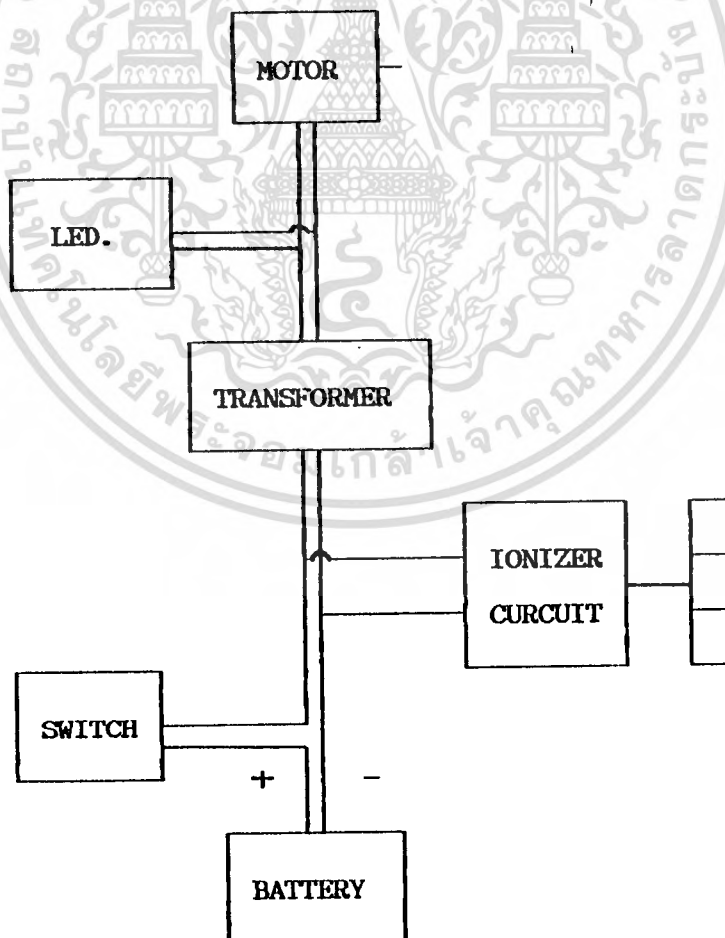 MOTOR
LED.
TRANSFORMER
IONIZER
CURCUIT
SWITCH
+ -
BATTERY